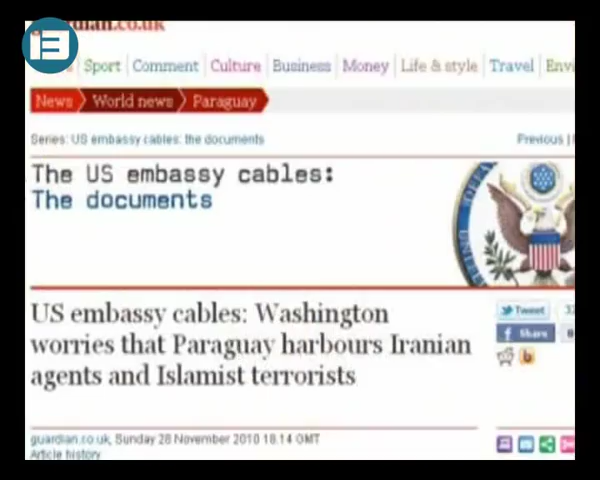 13
guardian.co.uk
Sport Comment Culture Business Money Life & style Travel Envi
News World news Paraguay
Series: US embassy cables: the documents
Previous |
The US embassy cables:
The documents
US embassy cables: Washington
worries that Paraguay harbours Iranian
agents and Islamist terrorists
Tweet
Share
guardian.co.uk, Sunday 28 November 2010 18.14 GMT
Article history